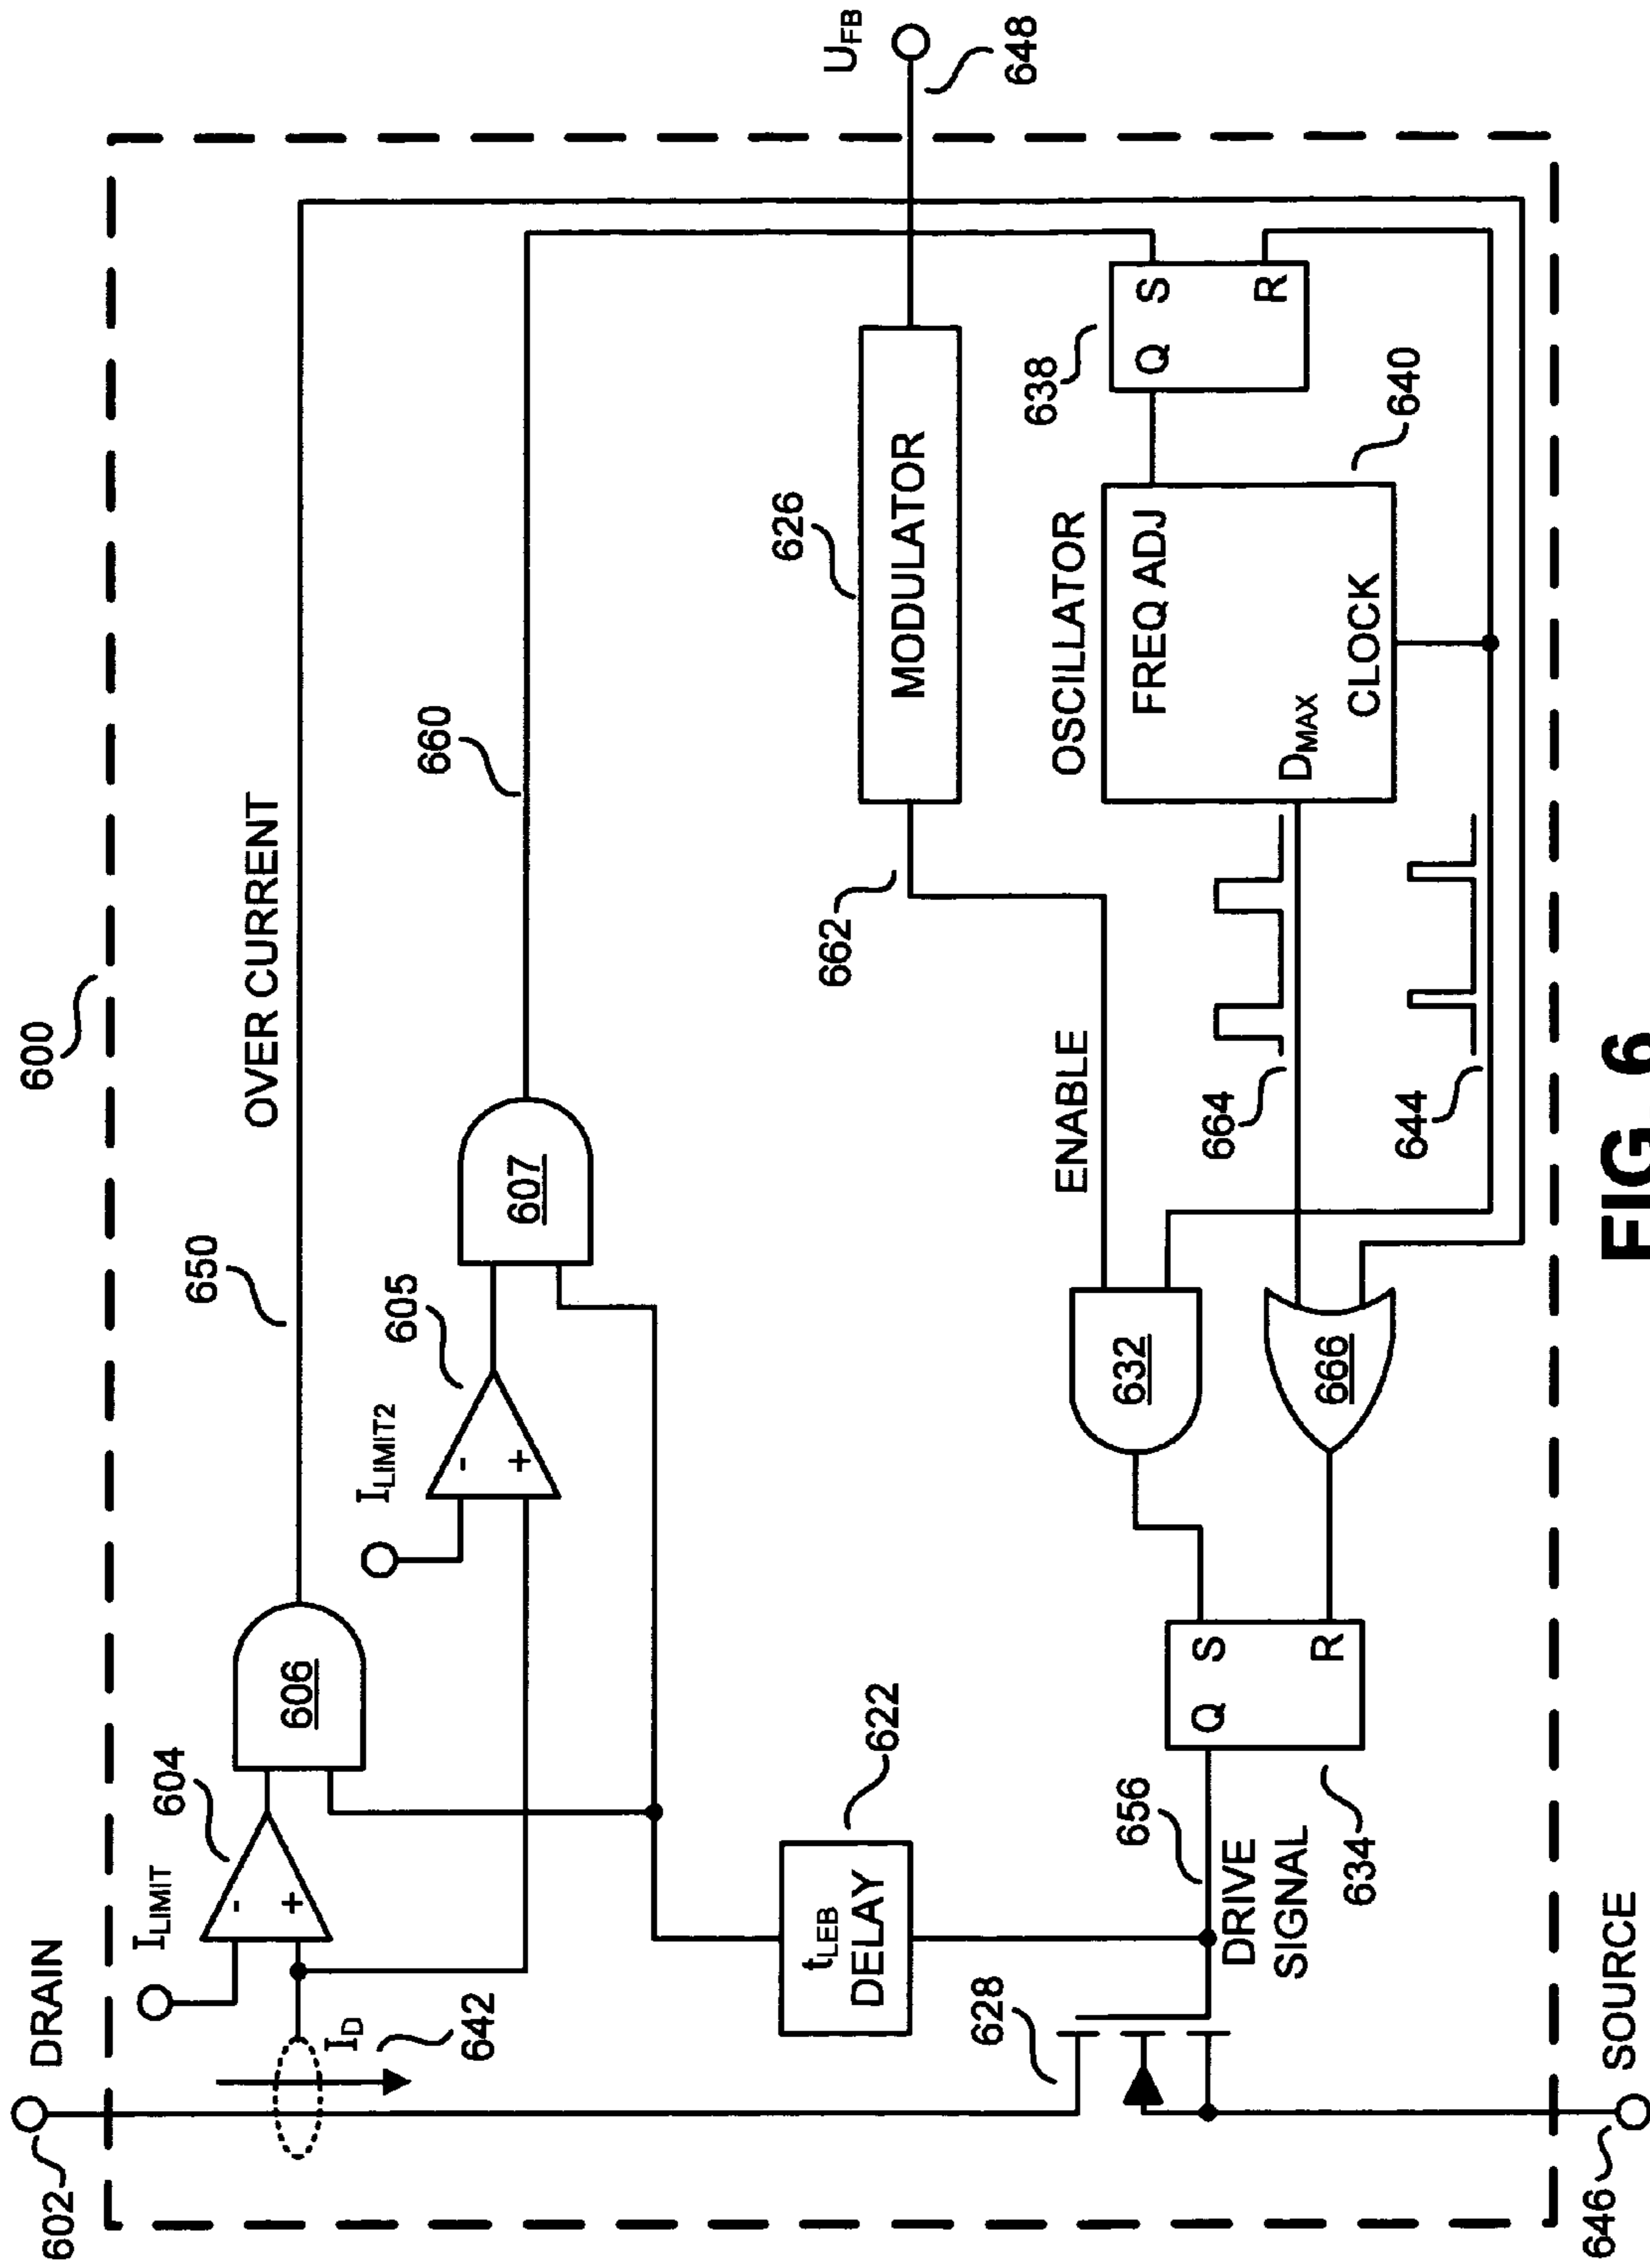 600
602
DRAIN
I_LIMIT
604
-
+
606
650
OVER CURRENT
I_D
642
I_LIMIT2
605
-
+
607
660
t_LEB
DELAY
622
626
MODULATOR
U_FB
648
662
ENABLE
628
656
DRIVE
SIGNAL
Q
S
R
634
632
666
664
644
OSCILLATOR
FREQ ADJ
D_MAX
CLOCK
640
638
Q
S
R
646
SOURCE
FIG 6